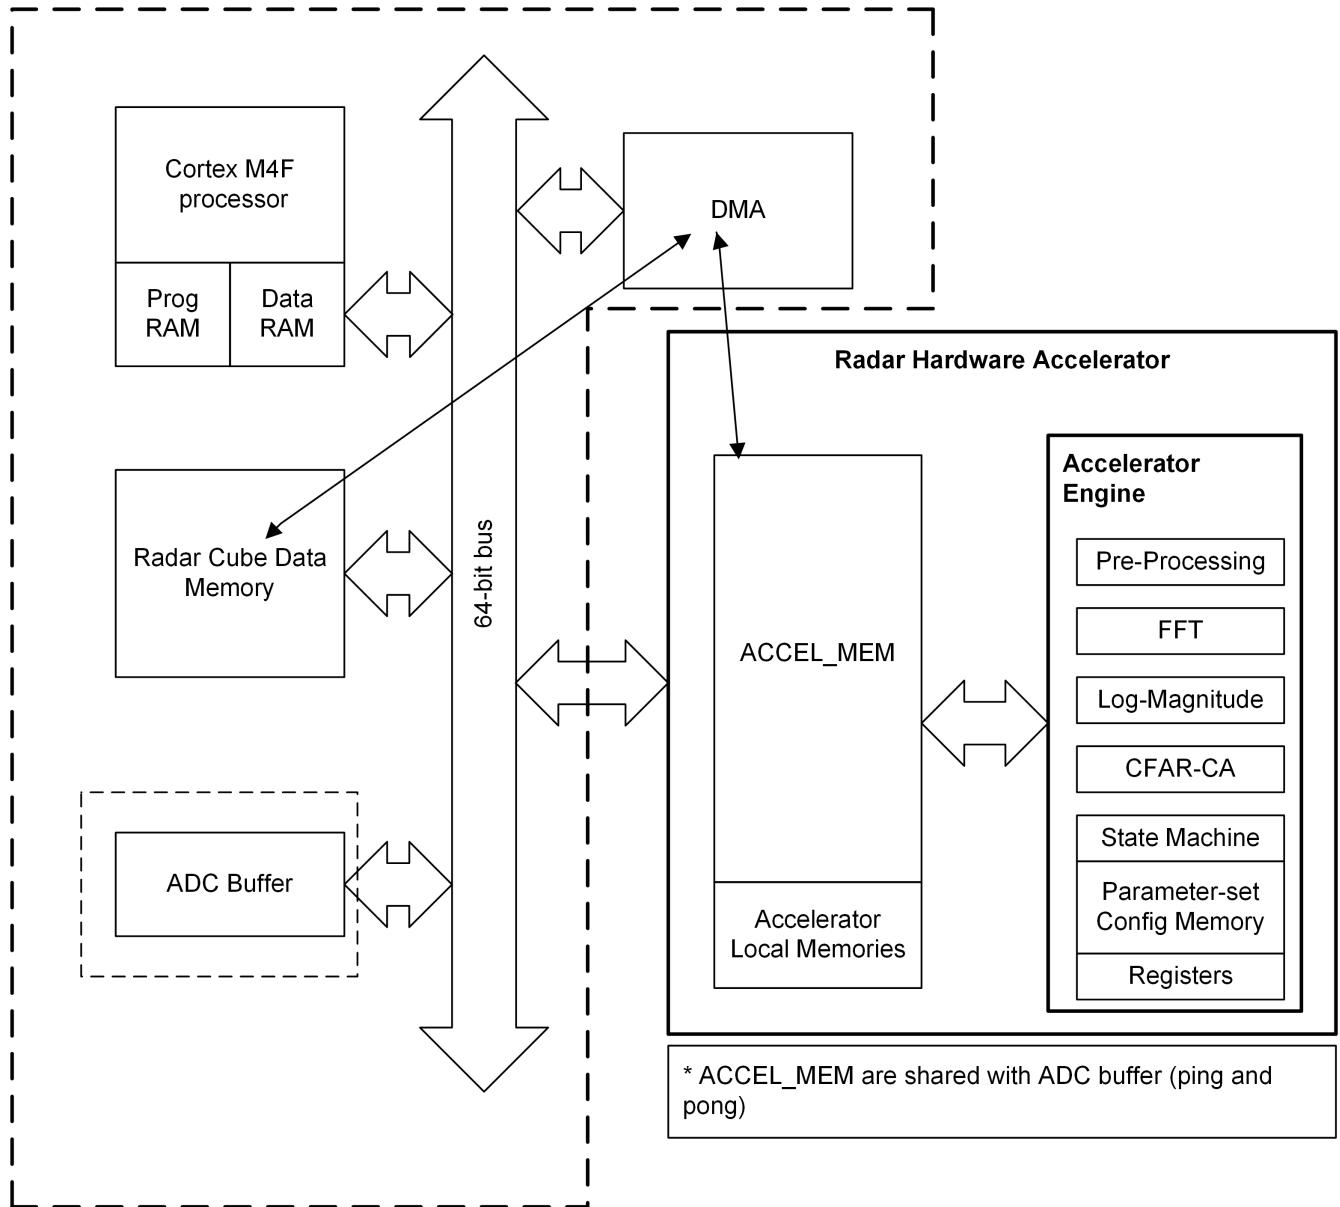 Cortex M4F
processor
Prog
RAM
Data
RAM
DMA
Radar Cube Data
Memory
64-bit bus
ADC Buffer
Radar Hardware Accelerator
ACCEL_MEM
Accelerator
Local Memories
Accelerator
Engine
Pre-Processing
FFT
Log-Magnitude
CFAR-CA
State Machine
Parameter-set
Config Memory
Registers
* ACCEL_MEM are shared with ADC buffer (ping and
pong)